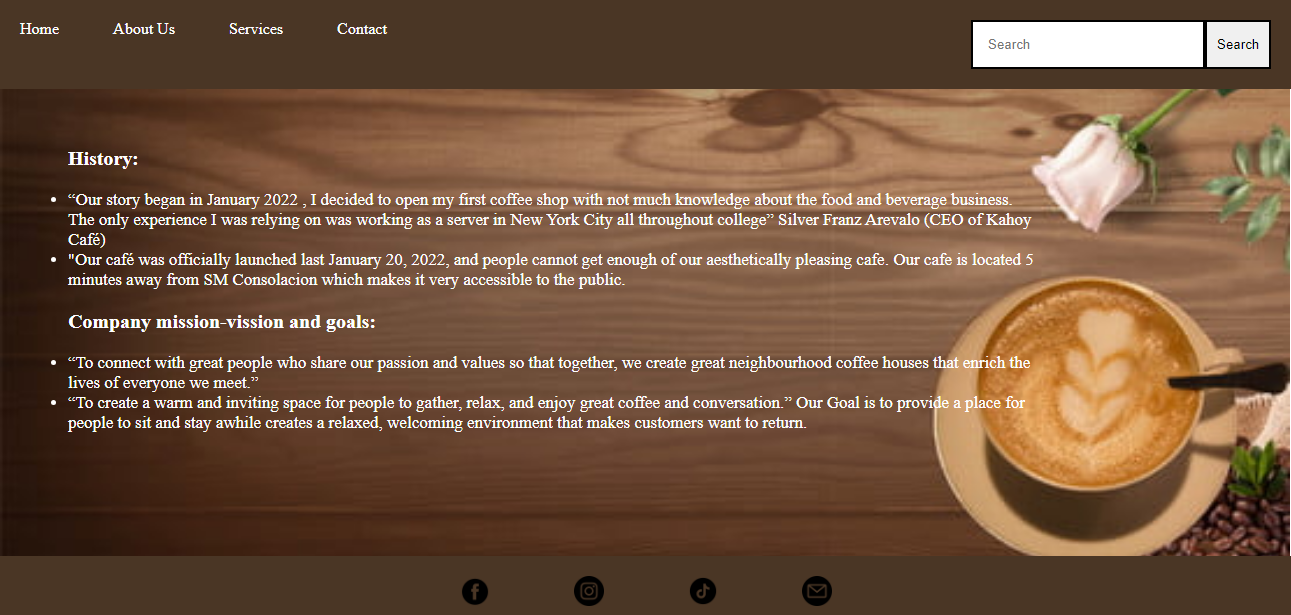 Home About Us Services Contact Search Search
History:
“Our story began in January 2022 , I decided to open my first coffee shop with not much knowledge about the food and beverage business.
The only experience I was relying on was working as a server in New York City all throughout college” Silver Franz Arevalo (CEO of Kahoy
Café)
"Our café was officially launched last January 20, 2022, and people cannot get enough of our aesthetically pleasing cafe. Our cafe is located 5
minutes away from SM Consolacion which makes it very accessible to the public.
Company mission-vission and goals:
“To connect with great people who share our passion and values so that together, we create great neighbourhood coffee houses that enrich the
lives of everyone we meet.”
“To create a warm and inviting space for people to gather, relax, and enjoy great coffee and conversation.” Our Goal is to provide a place for
people to sit and stay awhile creates a relaxed, welcoming environment that makes customers want to return.